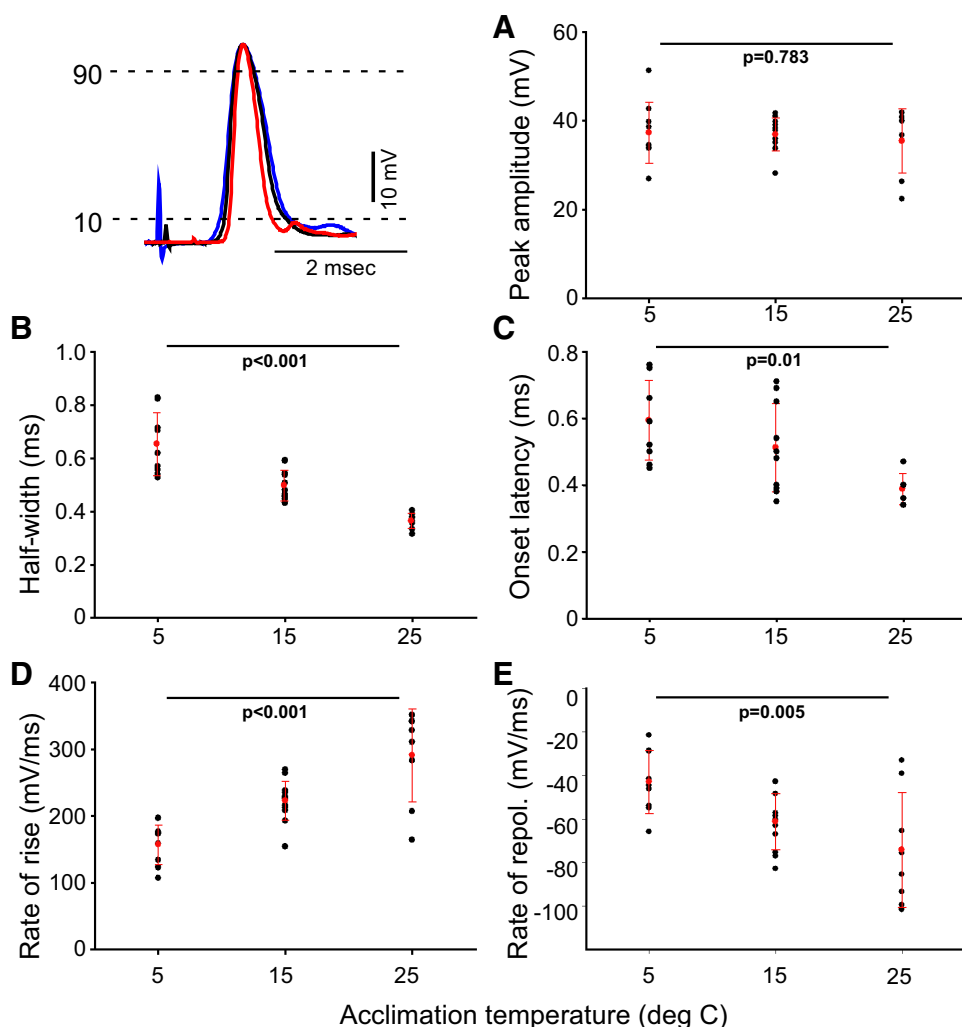 90
10
10 mV
2 msec
A
Peak amplitude (mV)
60
40
20
0
p=0.783
5 15 25
B
Half-width (ms)
1.0
0.8
0.6
0.4
0.2
0
p<0.001
5 15 25
C
Onset latency (ms)
0.8
0.6
0.4
0.2
0
p=0.01
5 15 25
D
Rate of rise (mV/ms)
400
300
200
100
0
p<0.001
5 15 25
E
Rate of repol. (mV/ms)
0
-20
-40
-60
-80
-100
p=0.005
5 15 25
Acclimation temperature (deg C)